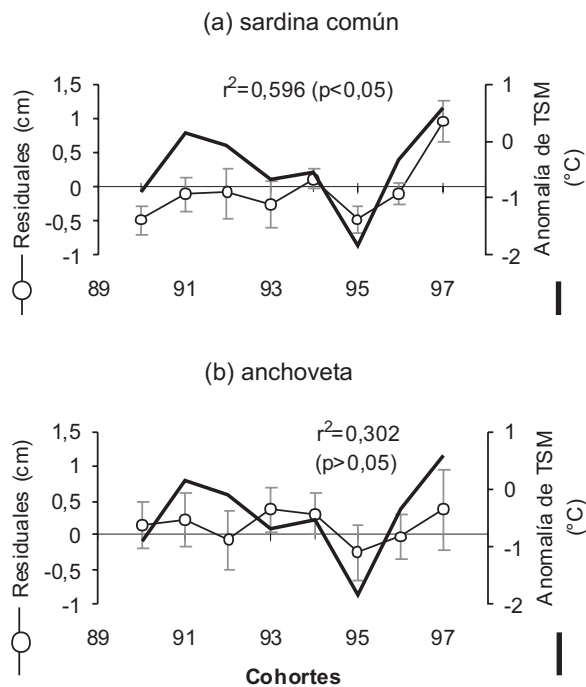 (a) sardina común
r²=0,596 (p<0,05)
Residuales (cm)
1,5
1
0,5
0
-0,5
-1
1
0
-1
-2
Anomalía de TSM
(°C)
89 91 93 95 97
(b) anchoveta
r²=0,302
(p>0,05)
Residuales (cm)
1,5
1
0,5
0
-0,5
-1
1
0
-1
-2
Anomalía de TSM
(°C)
89 91 93 95 97
Cohortes